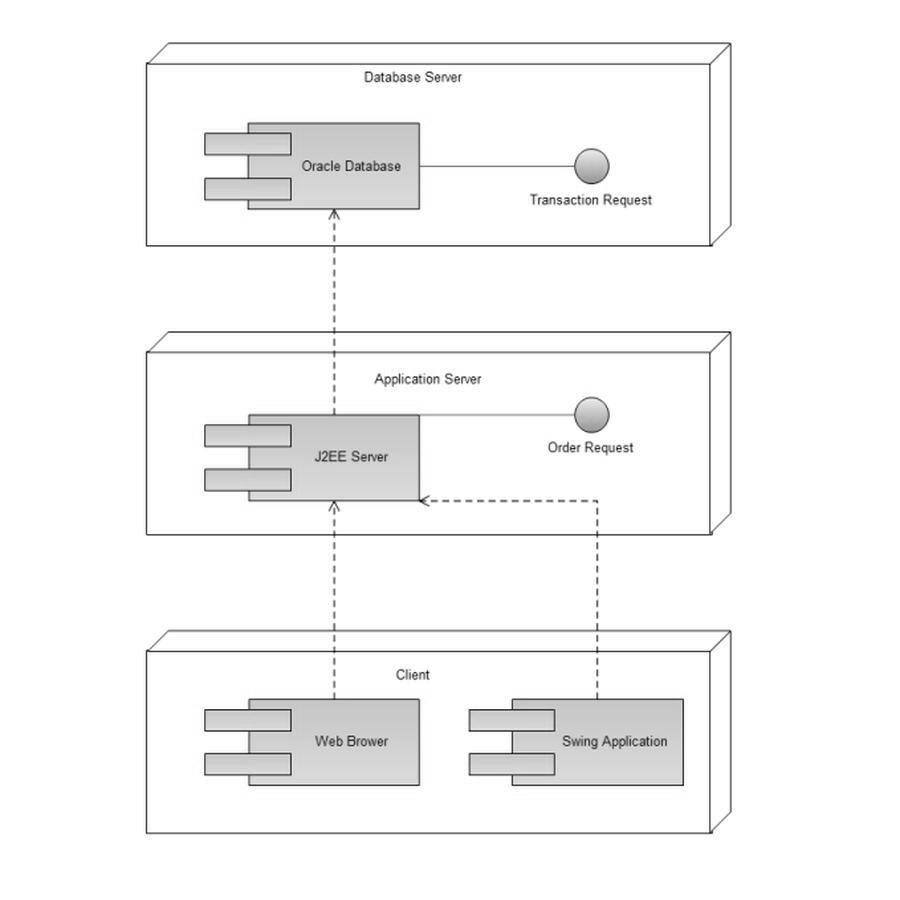 Database Server
Oracle Database
Transaction Request
Application Server
J2EE Server
Order Request
Client
Web Brower
Swing Application